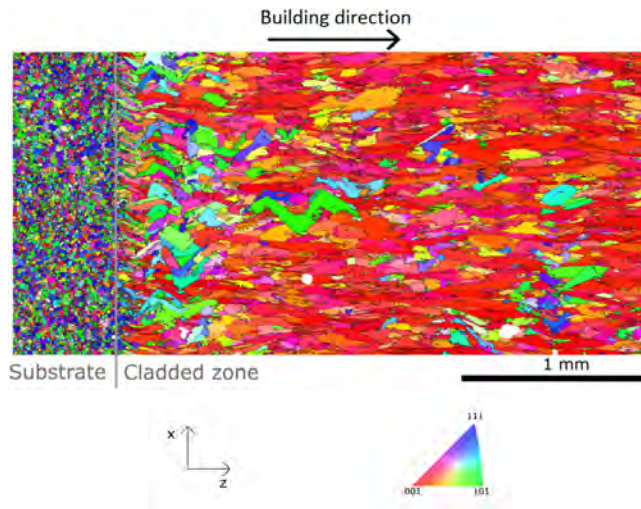 Building direction
Substrate
Cladded zone
1 mm
x
z
111
001
101